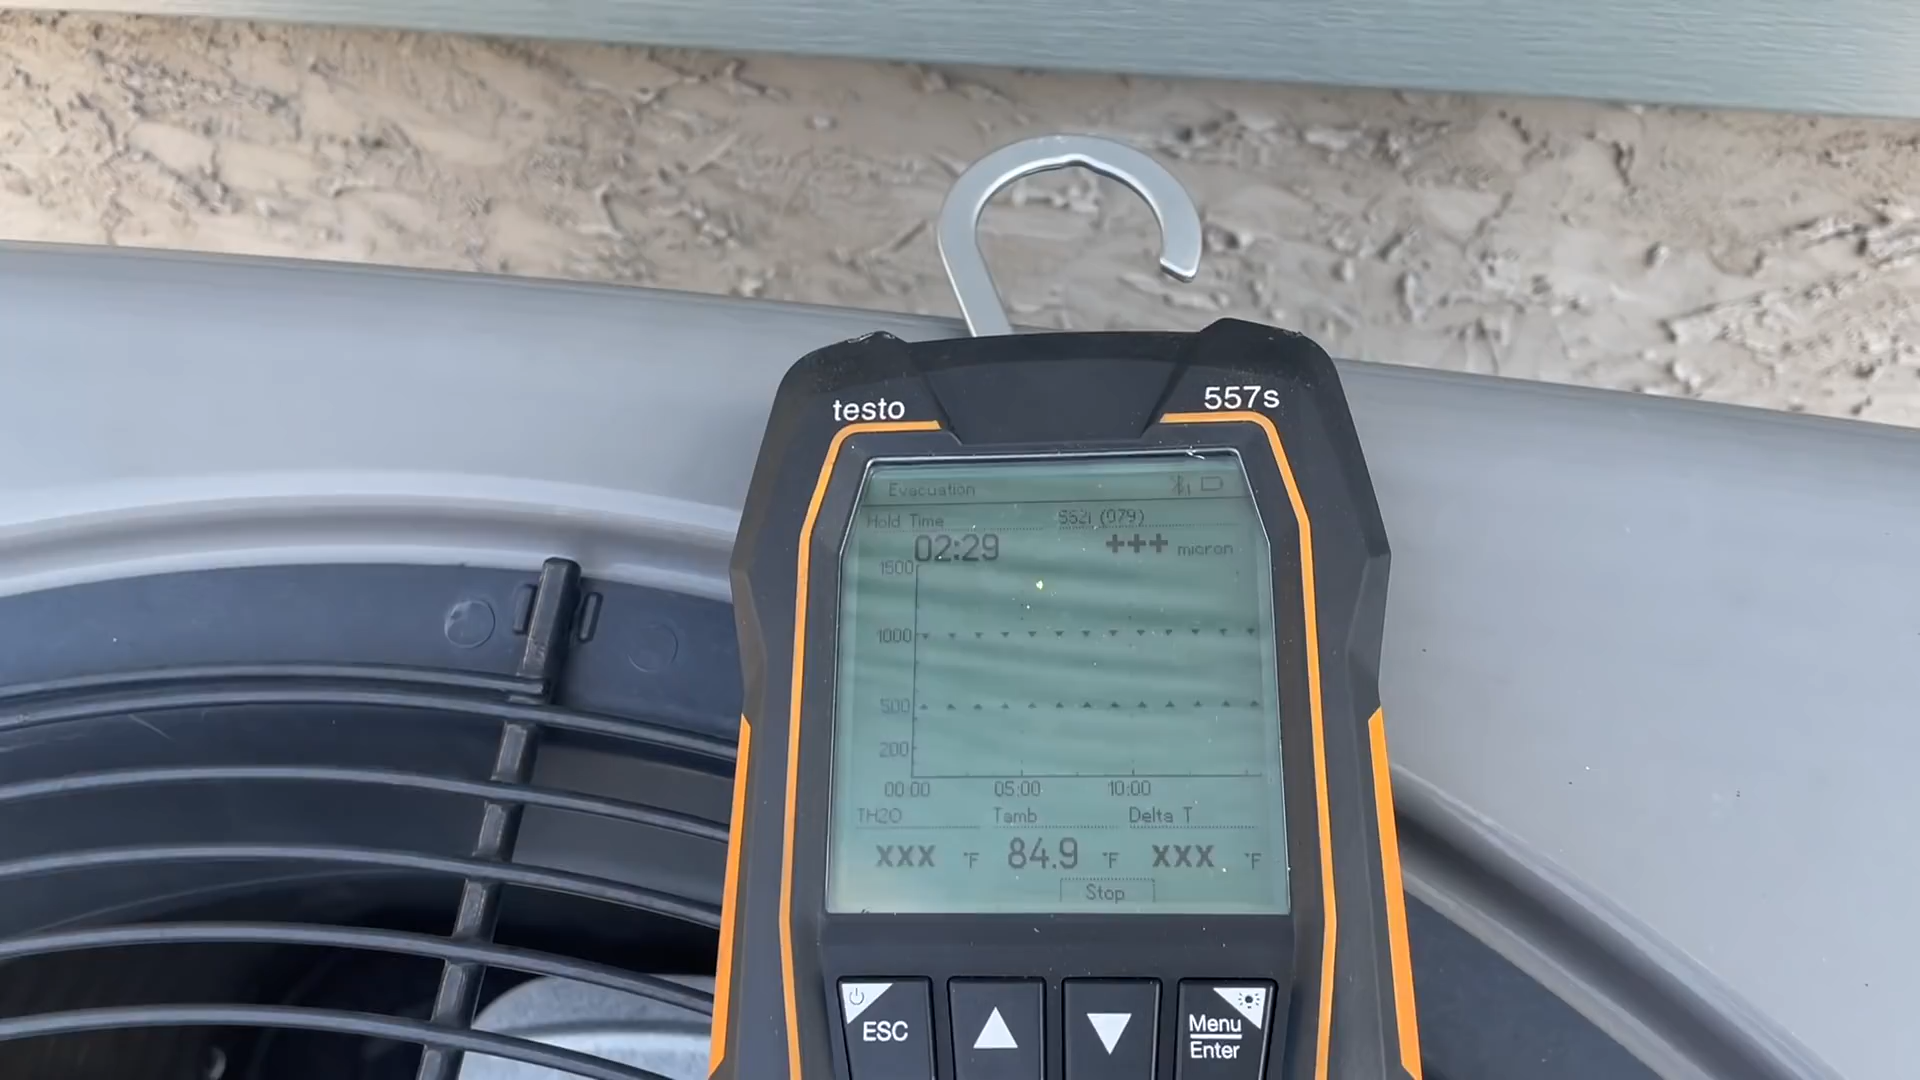 testo 557s
Evacuation
Hold Time 552i (079)
02:29 +++ micron
1500
1000
500
200
00:00 05:00 10:00
TH2O Tamb Delta T
xxx °F 84.9 °F xxx °F
Stop
ESC Menu
Enter